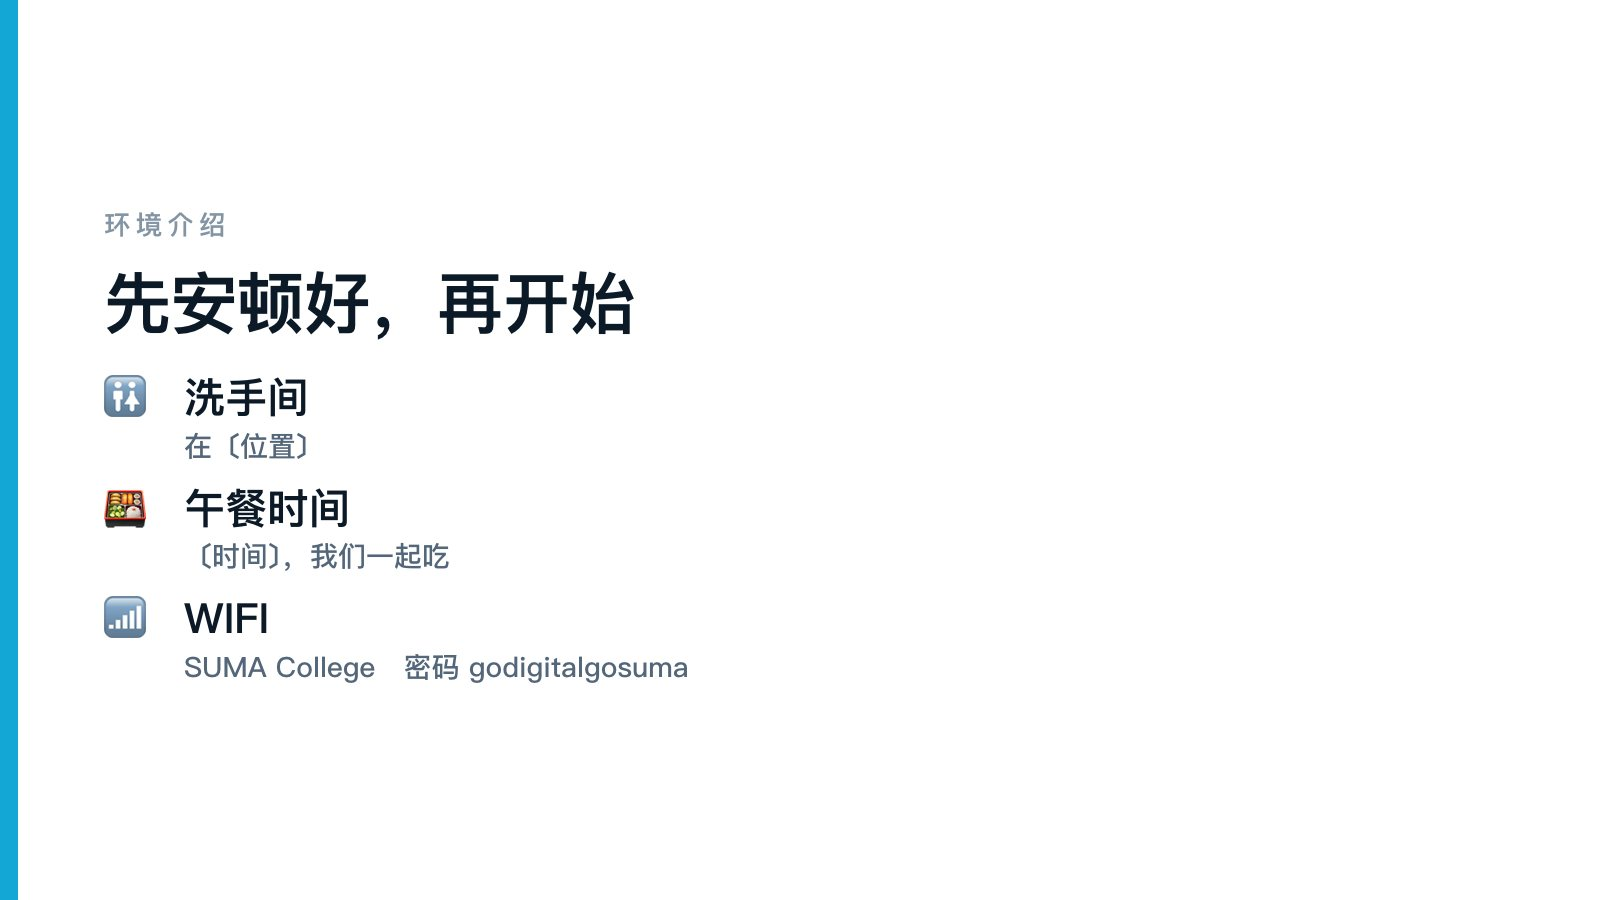 环境介绍
先安顿好，再开始
洗手间
在〔位置〕
午餐时间
〔时间〕，我们一起吃
WIFI
SUMA College　密码 godigitalgosuma